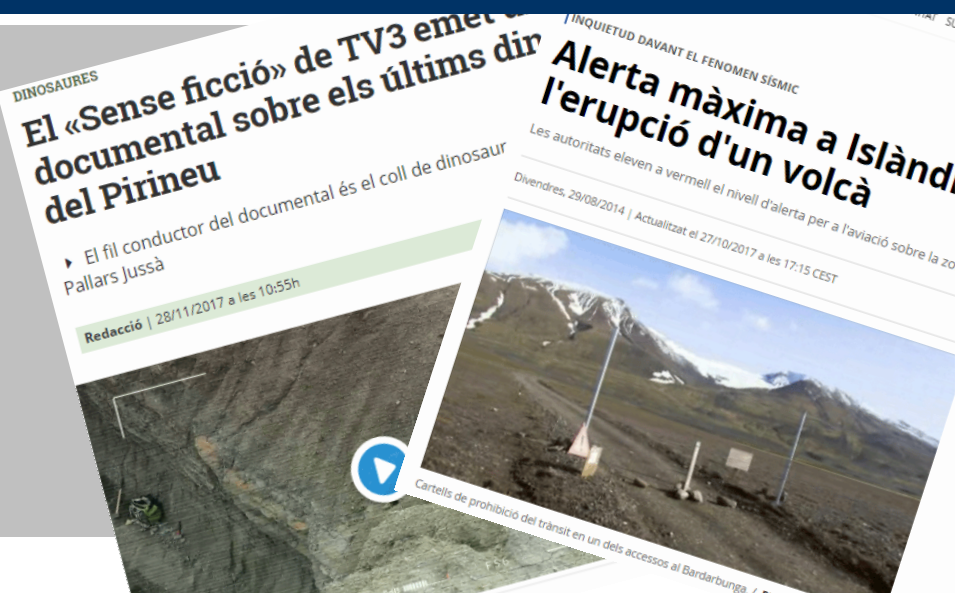 DINOSAURES
El «Sense ficció» de TV3 emet
documental sobre els últims din
del Pirineu
El fil conductor del documental és el coll de dinosaur
Pallars Jussà
Redacció | 28/11/2017 a les 10:55h
INQUIETUD DAVANT EL FENOMEN SÍSMIC
Alerta màxima a Islàndi
l'erupció d'un volcà
Les autoritats eleven a vermell el nivell d'alerta per a l'aviació sobre la zo
Divendres, 29/08/2014 | Actualitzat el 27/10/2017 a les 17:15 CEST
Cartells de prohibició del trànsit en un dels accessos al Bardarbunga. /